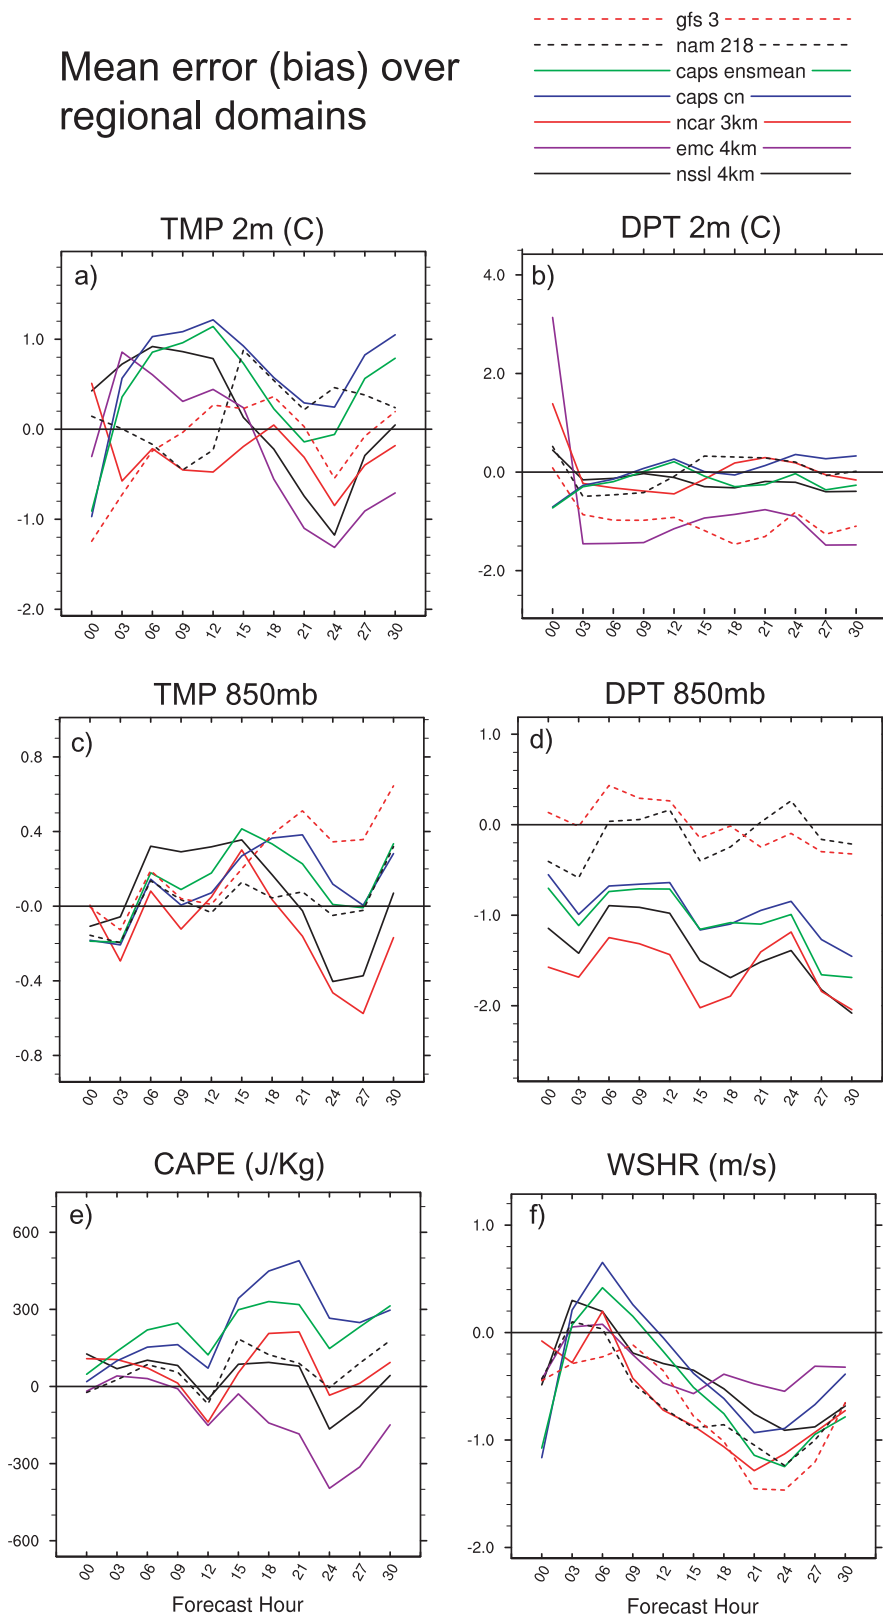 Mean error (bias) over
regional domains
gfs 3
nam 218
caps ensmean
caps cn
ncar 3km
emc 4km
nssl 4km
TMP 2m (C)
a)
1.0
0.0
-1.0
-2.0
00 03 06 09 12 15 18 21 24 27 30
DPT 2m (C)
b)
4.0
2.0
0.0
-2.0
00 03 06 09 12 15 18 21 24 27 30
TMP 850mb
c)
0.8
0.4
-0.0
-0.4
-0.8
00 03 06 09 12 15 18 21 24 27 30
DPT 850mb
d)
1.0
0.0
-1.0
-2.0
00 03 06 09 12 15 18 21 24 27 30
CAPE (J/Kg)
e)
600
300
0
-300
-600
00 03 06 09 12 15 18 21 24 27 30
Forecast Hour
WSHR (m/s)
f)
1.0
0.0
-1.0
-2.0
00 03 06 09 12 15 18 21 24 27 30
Forecast Hour